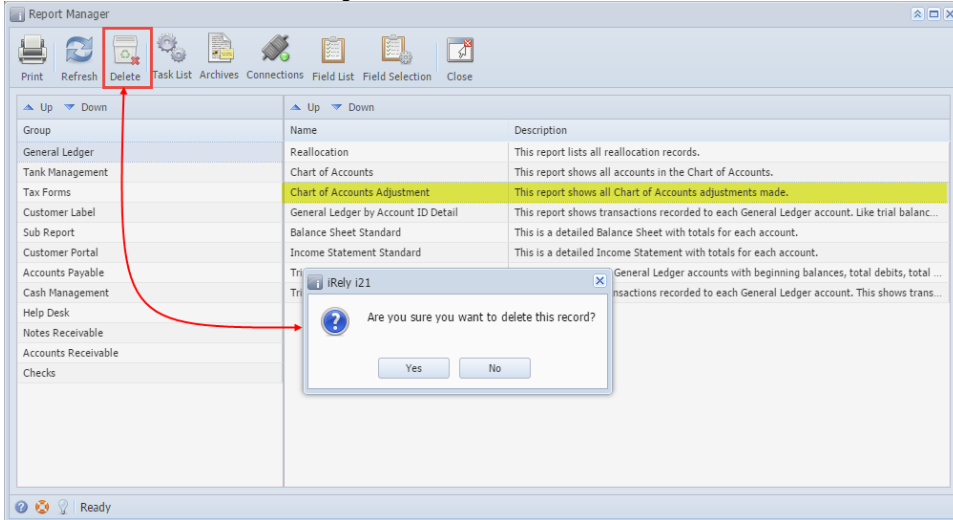 Report Manager
Print Refresh Delete Task List Archives Connections Field List Field Selection Close
Up Down
Up Down
Group
Name Description
General Ledger
Reallocation This report lists all reallocation records.
Tank Management
Chart of Accounts This report shows all accounts in the Chart of Accounts.
Tax Forms
Chart of Accounts Adjustment This report shows all Chart of Accounts adjustments made.
Customer Label
General Ledger by Account ID Detail This report shows transactions recorded to each General Ledger account. Like trial balanc...
Sub Report
Balance Sheet Standard This is a detailed Balance Sheet with totals for each account.
Customer Portal
Income Statement Standard This is a detailed Income Statement with totals for each account.
Accounts Payable
Tri General Ledger accounts with beginning balances, total debits, total ...
Cash Management
Tri nsactions recorded to each General Ledger account. This shows trans...
Help Desk
Notes Receivable
Accounts Receivable
Checks
iRely i21
Are you sure you want to delete this record?
Yes No
Ready